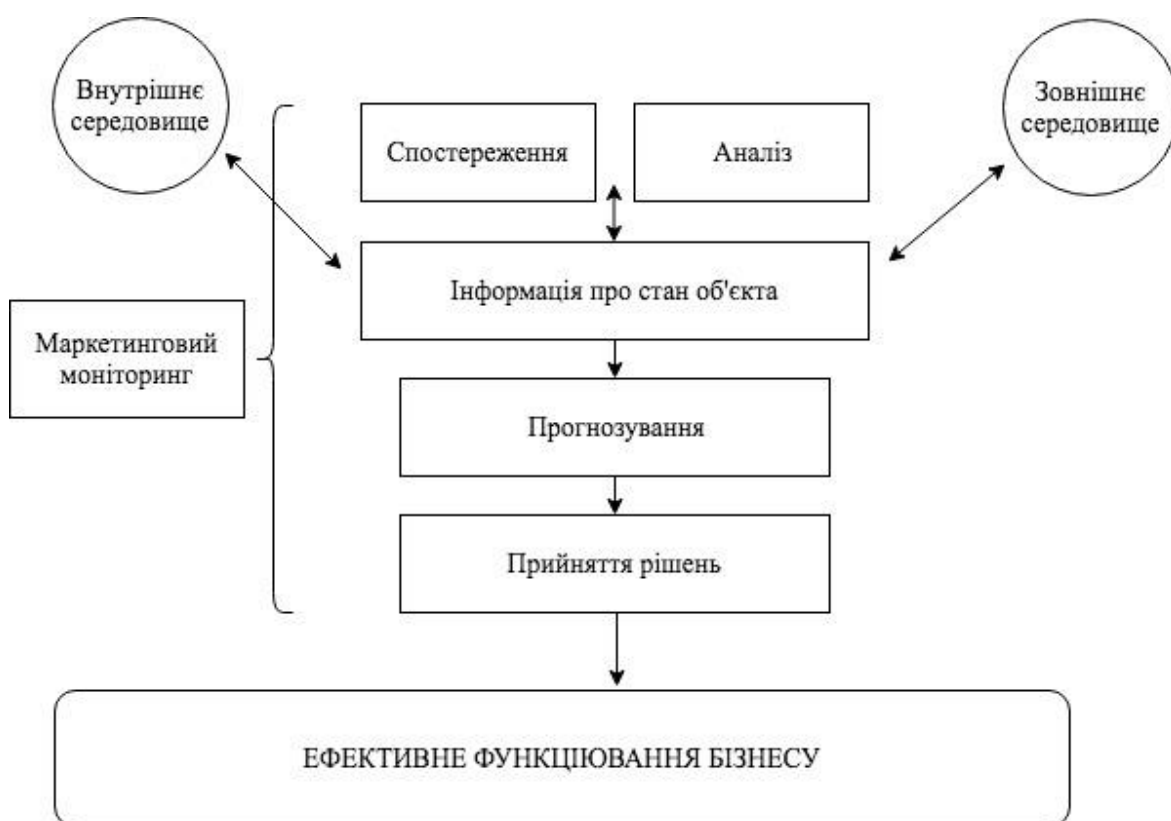 Внутрішнє
середовище
Зовнішнє
середовище
Спостереження
Аналіз
Інформація про стан об'єкта
Маркетинговий
моніторинг
Прогнозування
Прийняття рішень
ЕФЕКТИВНЕ ФУНКЦІЮВАННЯ БІЗНЕСУ